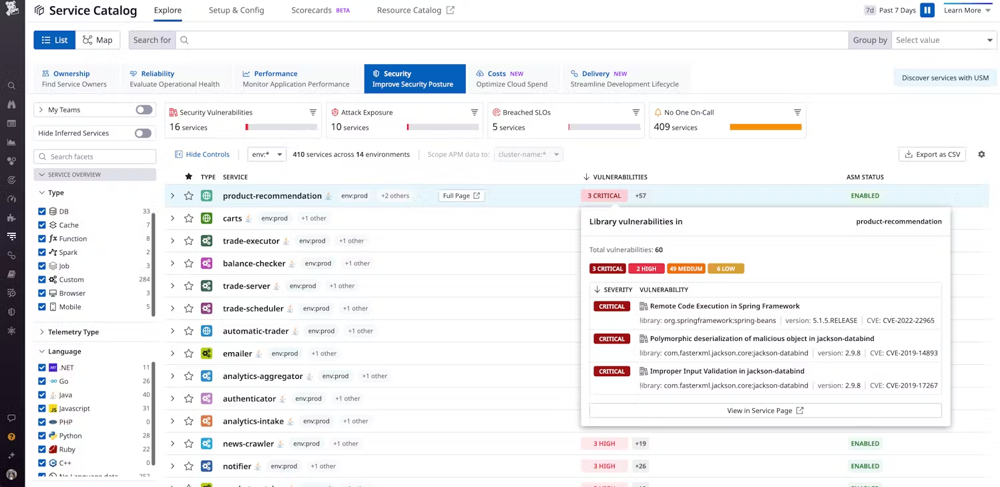 Service Catalog Explore Setup & Config Scorecards BETA Resource Catalog 7d Past 7 Days Learn More
List Map Search for Group by Select value
Ownership Reliability Performance Security Costs NEW Delivery NEW
Find Service Owners Evaluate Operational Health Monitor Application Performance Improve Security Posture Optimize Cloud Spend Streamline Development Lifecycle
Discover services with USM
My Teams
Hide Inferred Services
Search facets
SERVICE OVERVIEW
Type
DB 33
Cache 7
Function 8
Spark 2
Job 3
Custom 284
Browser 3
Mobile 5
Telemetry Type
Language
.NET 11
Go 26
Java 40
Javascript 31
PHP 0
Python 28
Ruby 22
C++ 0
No Language data 252
Security Vulnerabilities Attack Exposure Breached SLOs No One On-Call
16 services 10 services 5 services 409 services
Hide Controls env:* 410 services across 14 environments Scope APM data to: cluster-name:* Export as CSV
TYPE SERVICE VULNERABILITIES ASM STATUS
product-recommendation env:prod +2 others Full Page 3 CRITICAL +57 ENABLED
carts env:prod +1 other
trade-executor env:prod +1 other
balance-checker env:prod +1 other
trade-server env:prod +1 other
trade-scheduler env:prod +1 other
automatic-trader env:prod +1 other
emailer env:prod +1 other
analytics-aggregator env:prod +1 other
authenticator env:prod +1 other
analytics-intake env:prod +1 other
news-crawler env:prod +1 other 3 HIGH +19 ENABLED
notifier env:prod +1 other 3 HIGH +26 ENABLED
Library vulnerabilities in product-recommendation
Total vulnerabilities: 60
3 CRITICAL 2 HIGH 49 MEDIUM 6 LOW
SEVERITY VULNERABILITY
CRITICAL Remote Code Execution in Spring Framework
library: org.springframework:spring-beans version: 5.1.5.RELEASE CVE: CVE-2022-22965
CRITICAL Polymorphic deserialization of malicious object in jackson-databind
library: com.fasterxml.jackson.core:jackson-databind version: 2.9.8 CVE: CVE-2019-14893
CRITICAL Improper Input Validation in jackson-databind
library: com.fasterxml.jackson.core:jackson-databind version: 2.9.8 CVE: CVE-2019-17267
View in Service Page